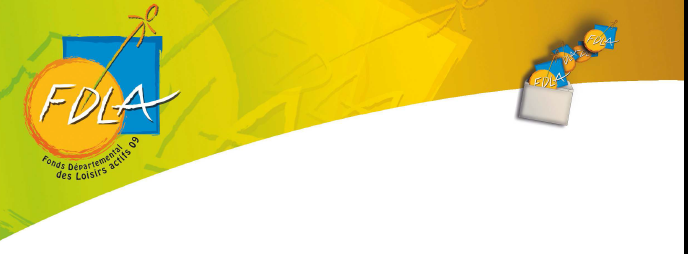 FDLA
Fonds Départemental
des Loisirs actifs 09
FDLA
FDLA